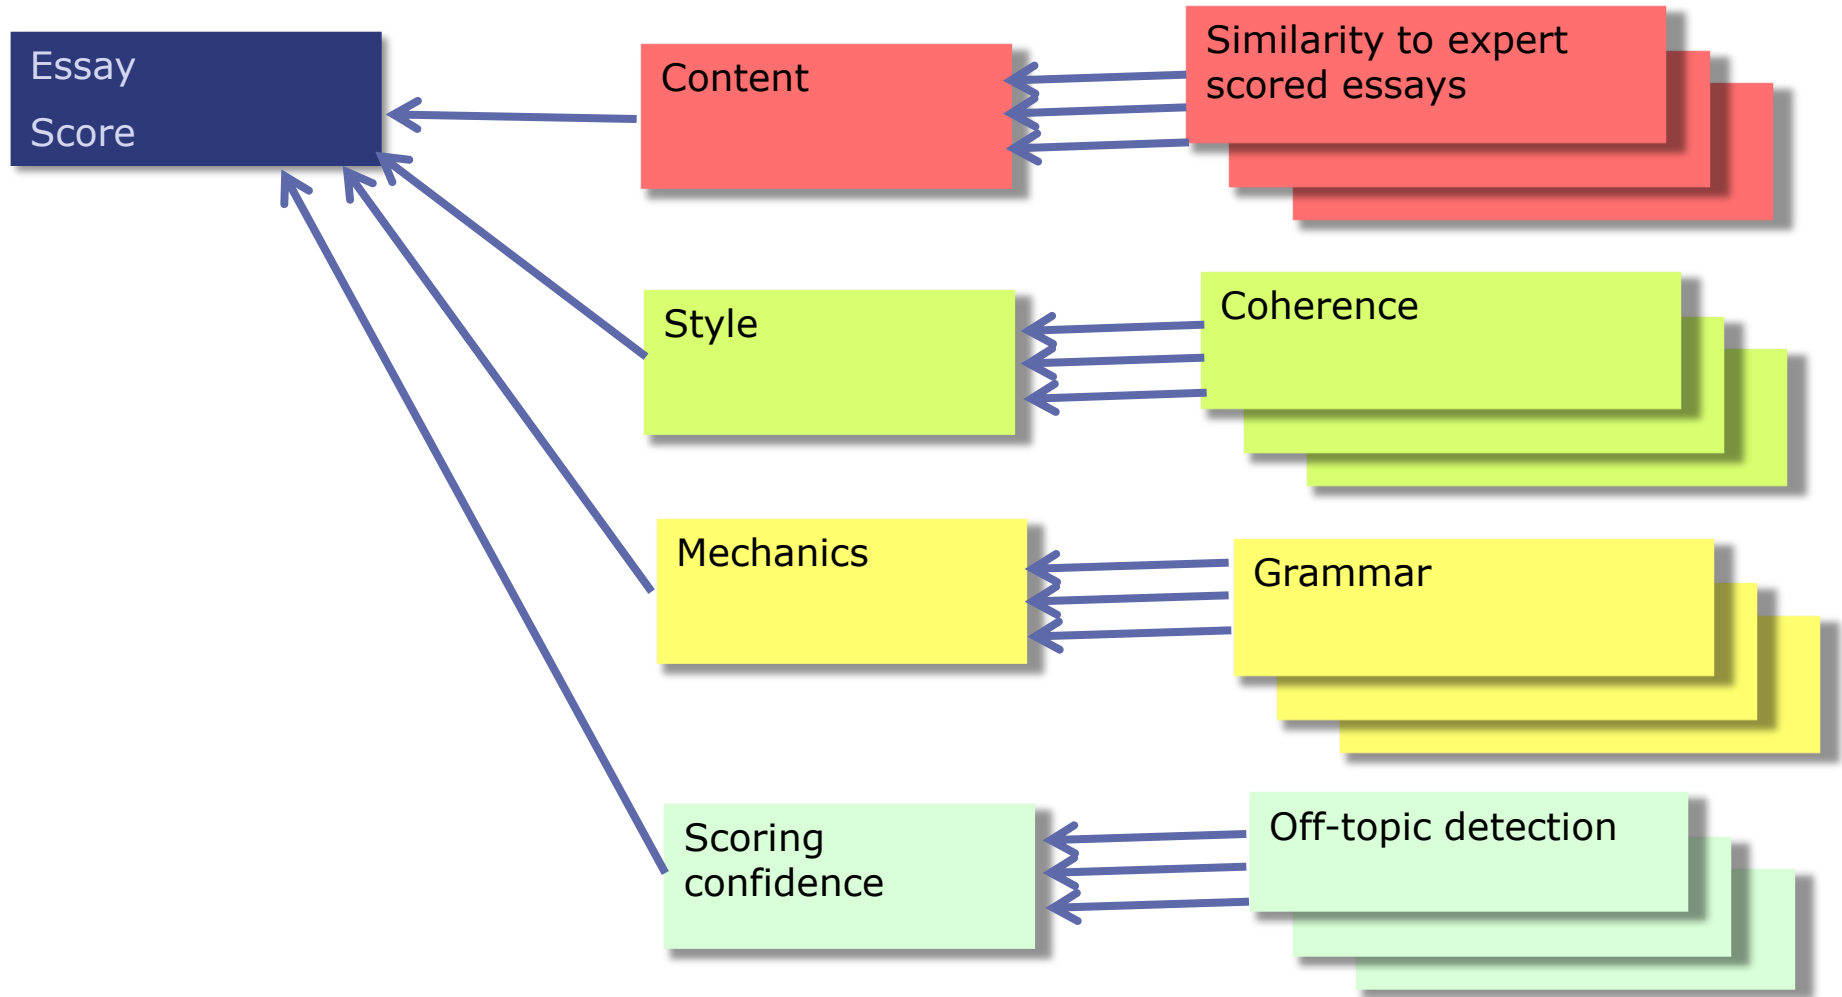 Essay
Score
Content
Similarity to expert
scored essays
Style
Coherence
Mechanics
Grammar
Scoring
confidence
Off-topic detection